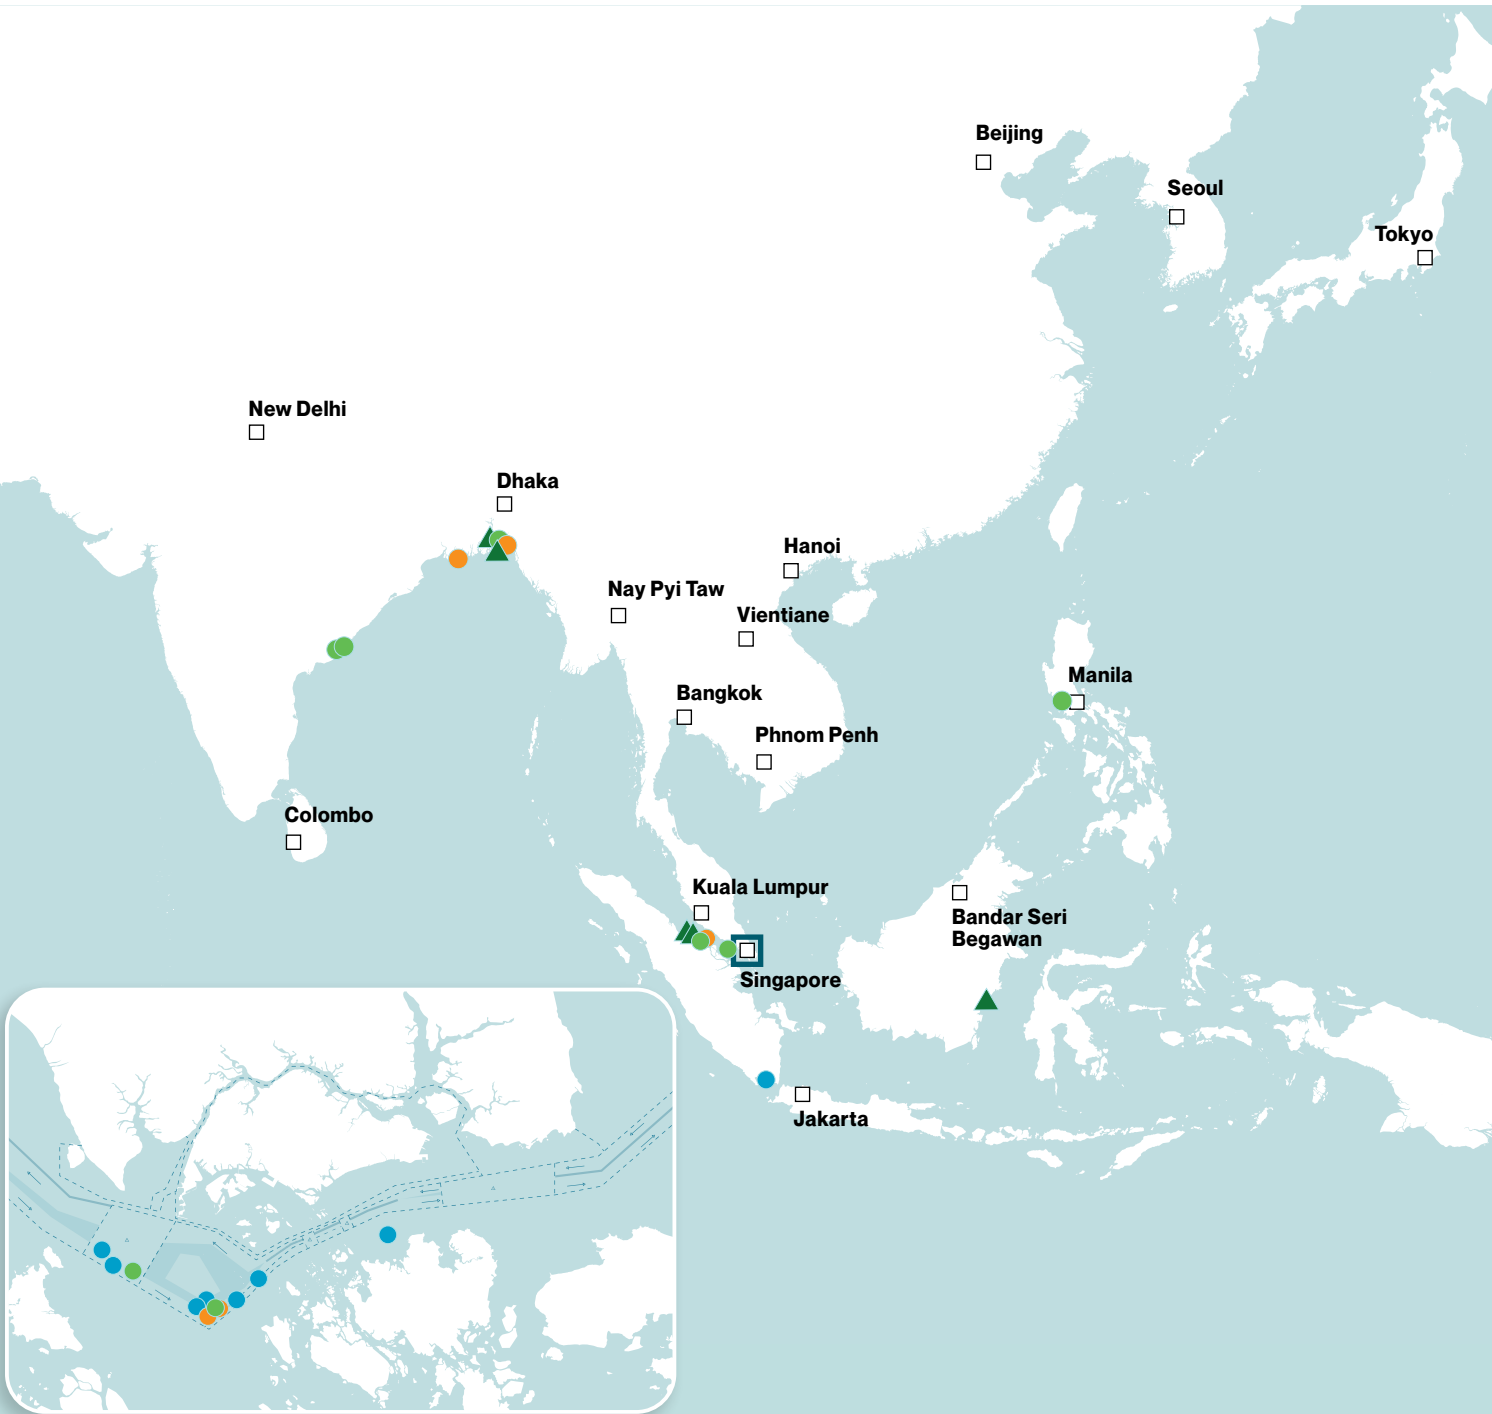 Beijing
Seoul
Tokyo
New Delhi
Dhaka
Hanoi
Nay Pyi Taw
Vientiane
Manila
Bangkok
Phnom Penh
Colombo
Kuala Lumpur
Bandar Seri
Begawan
Singapore
Jakarta